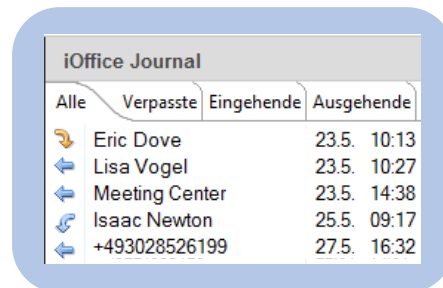 iOffice Journal
Alle Verpasste Eingehende Ausgehende
Eric Dove 23.5. 10:13
Lisa Vogel 23.5. 10:27
Meeting Center 23.5. 14:38
Isaac Newton 25.5. 09:17
+493028526199 27.5. 16:32